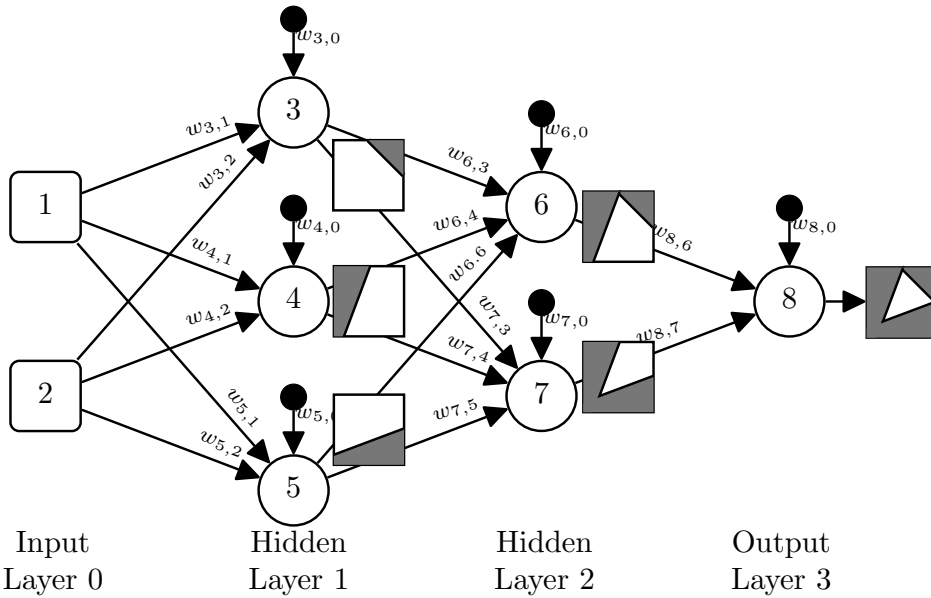 w3,0
3
w3,1
w3,2
w6,0
w6,3
1
6
w8,0
w4,0
w6,4
w8,6
w4,1
w6.6
4
8
w4,2
w7,3
w7,0
w7,4
w8,7
2
7
w5,1
w7,5
w5,2
5
Input
Layer 0
Hidden
Layer 1
Hidden
Layer 2
Output
Layer 3